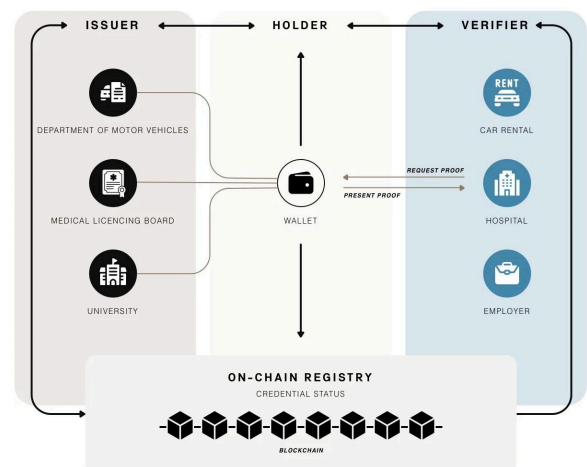 ISSUER
HOLDER
VERIFIER
DEPARTMENT OF MOTOR VEHICLES
MEDICAL LICENCING BOARD
UNIVERSITY
WALLET
REQUEST PROOF
PRESENT PROOF
RENT
CAR RENTAL
HOSPITAL
EMPLOYER
ON-CHAIN REGISTRY
CREDENTIAL STATUS
BLOCKCHAIN